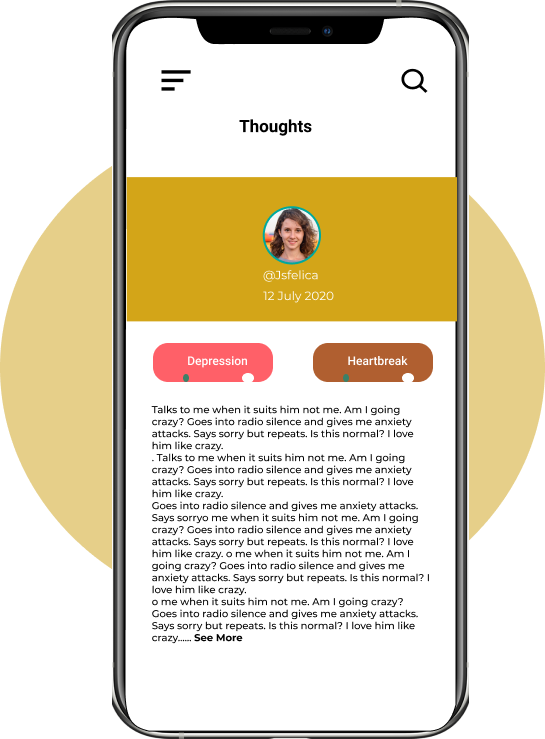 Thoughts
@Jsfelica
12 July 2020
Depression
Heartbreak
Talks to me when it suits him not me. Am I going
crazy? Goes into radio silence and gives me anxiety
attacks. Says sorry but repeats. Is this normal? I love
him like crazy.
. Talks to me when it suits him not me. Am I going
crazy? Goes into radio silence and gives me anxiety
attacks. Says sorry but repeats. Is this normal? I love
him like crazy.
Goes into radio silence and gives me anxiety attacks.
Says sorryo me when it suits him not me. Am I going
crazy? Goes into radio silence and gives me anxiety
attacks. Says sorry but repeats. Is this normal? I love
him like crazy. o me when it suits him not me. Am I
going crazy? Goes into radio silence and gives me
anxiety attacks. Says sorry but repeats. Is this normal? I
love him like crazy.
o me when it suits him not me. Am I going crazy?
Goes into radio silence and gives me anxiety attacks.
Says sorry but repeats. Is this normal? I love him like
crazy...... See More